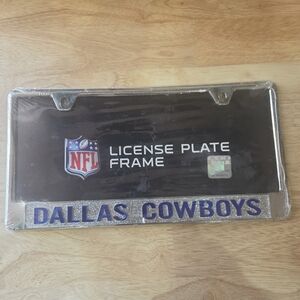 NFL
LICENSE PLATE
FRAME
DALLAS COWBOYS